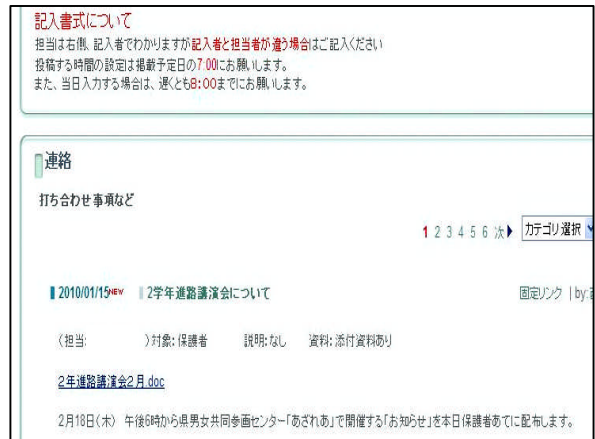 記入書式について
担当は右側、記入者でわかりますが記入者と担当者が違う場合はご記入ください
投稿する時間の設定は掲載予定日の7:00にお願いします。
また、当日入力する場合は、遅くとも8:00までにお願いします。
連絡
打ち合わせ事項など
1 2 3 4 5 6 次 カテゴリ選択
2010/01/15 NEW 2学年進路講演会について 固定リンク | by:
(担当: )対象:保護者 説明:なし 資料:添付資料あり
2年進路講演会2月.doc
2月18日(木) 午後6時から県男女共同参画センター「あざれあ」で開催する「お知らせ」を本日保護者あてに配布します。